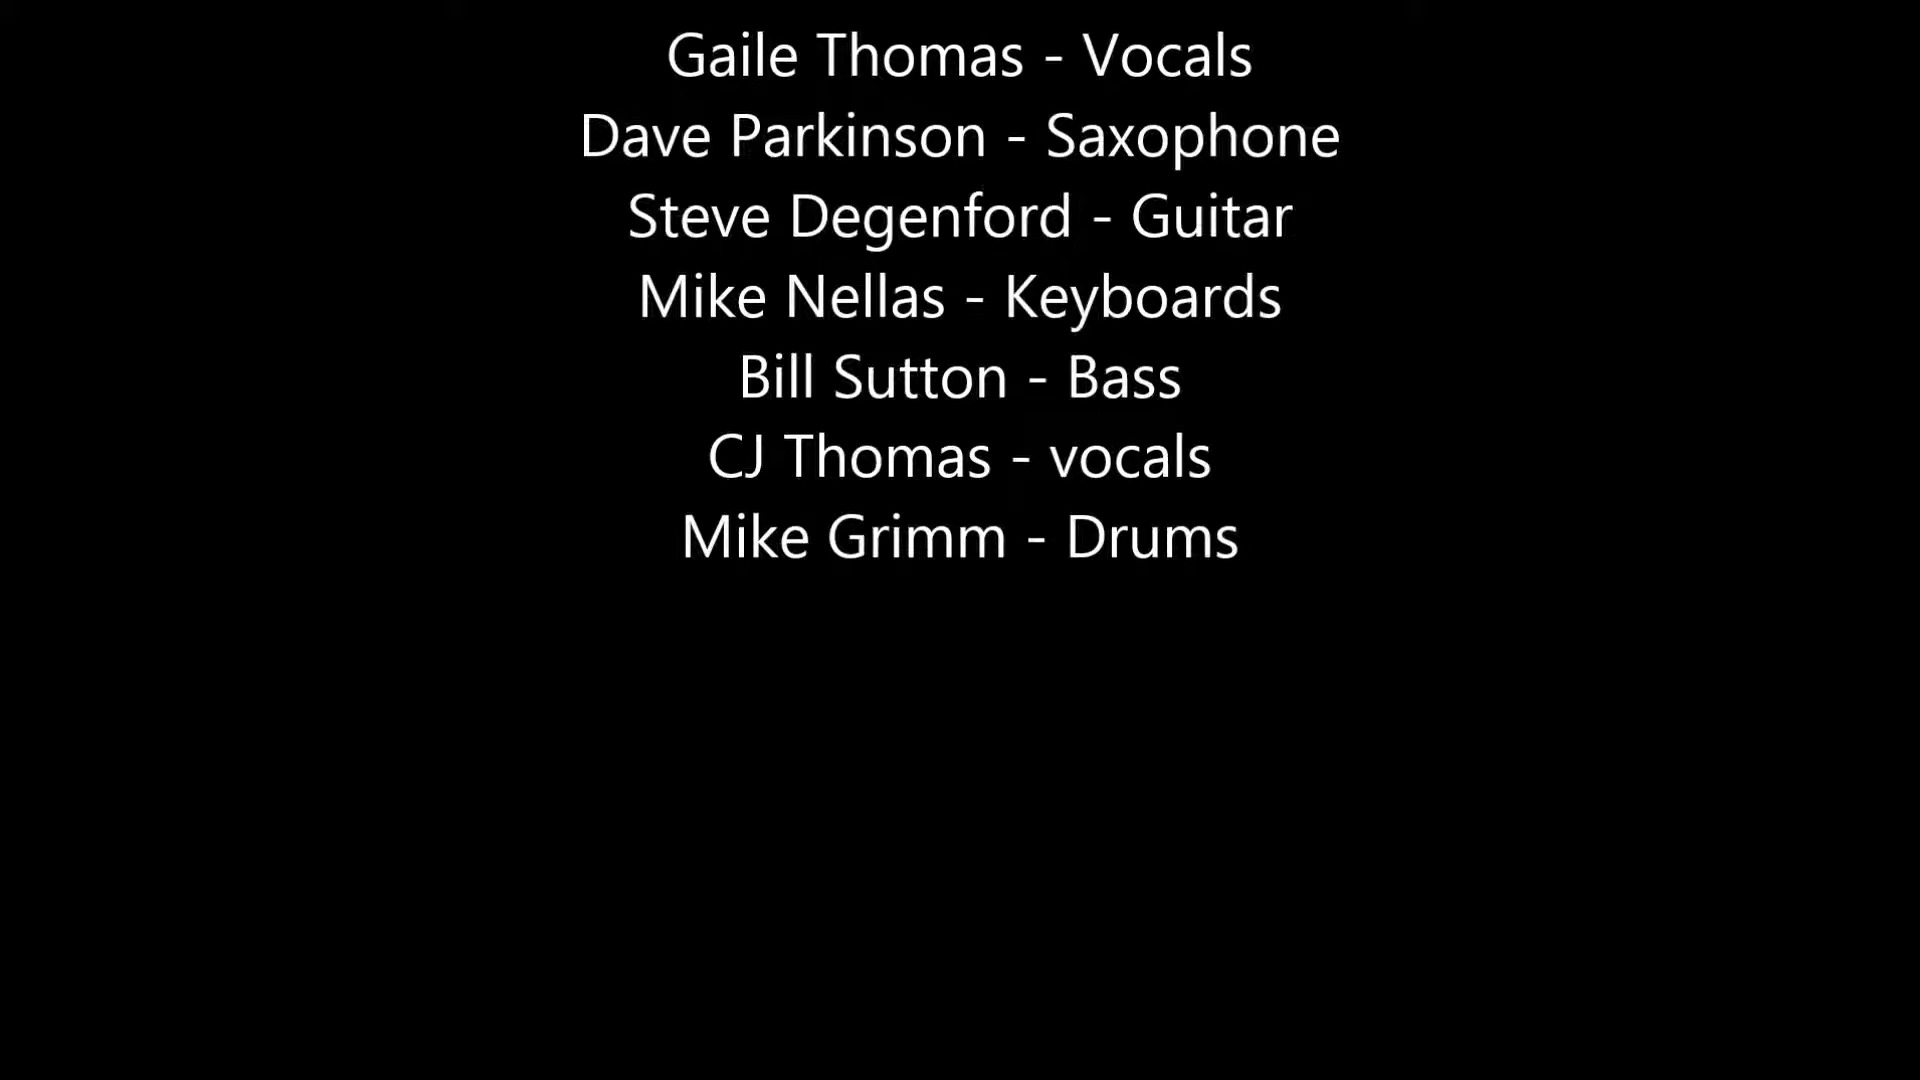 Gaile Thomas - Vocals
Dave Parkinson - Saxophone
Steve Degenford - Guitar
Mike Nellas - Keyboards
Bill Sutton - Bass
CJ Thomas - vocals
Mike Grimm - Drums